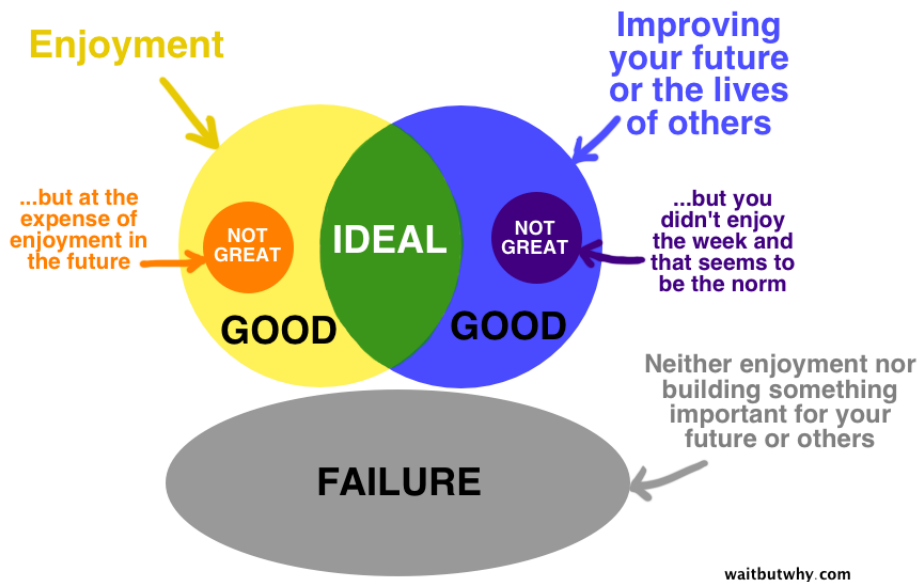 Enjoyment
Improving
your future
or the lives
of others
...but at the
expense of
enjoyment in
the future
NOT
GREAT
IDEAL
NOT
GREAT
...but you
didn't enjoy
the week and
that seems to
be the norm
GOOD
GOOD
Neither enjoyment nor
building something
important for your
future or others
FAILURE
waitbutwhy.com